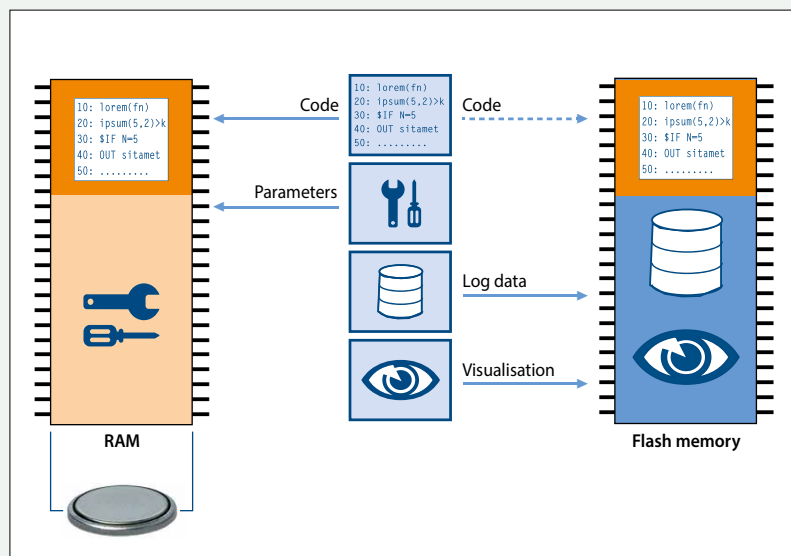 10: lorem(fn)
20: ipsum(5,2)>k
30: $IF N=5
40: OUT sitamet
50: .........
Code
10: lorem(fn)
20: ipsum(5,2)>k
30: $IF N=5
40: OUT sitamet
50: .........
Code
10: lorem(fn)
20: ipsum(5,2)>k
30: $IF N=5
40: OUT sitamet
50: .........
Parameters
Log data
Visualisation
RAM
Flash memory